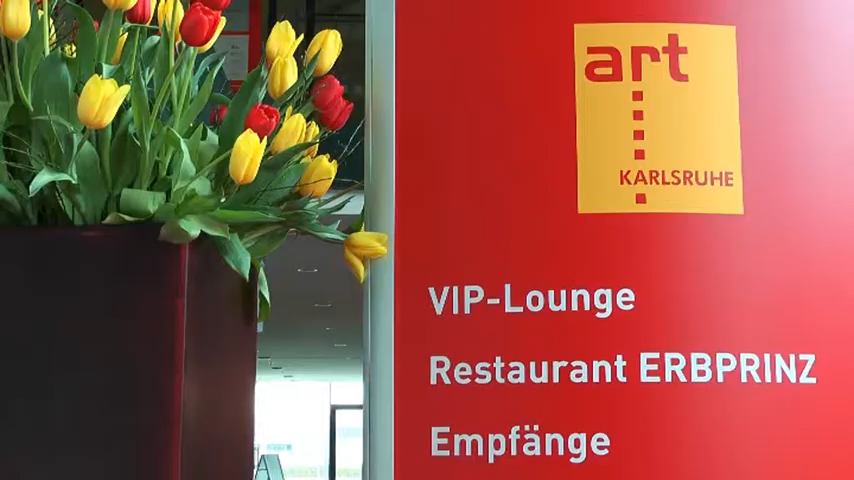 art
KARLSRUHE
VIP-Lounge
Restaurant ERBPRINZ
Empfänge